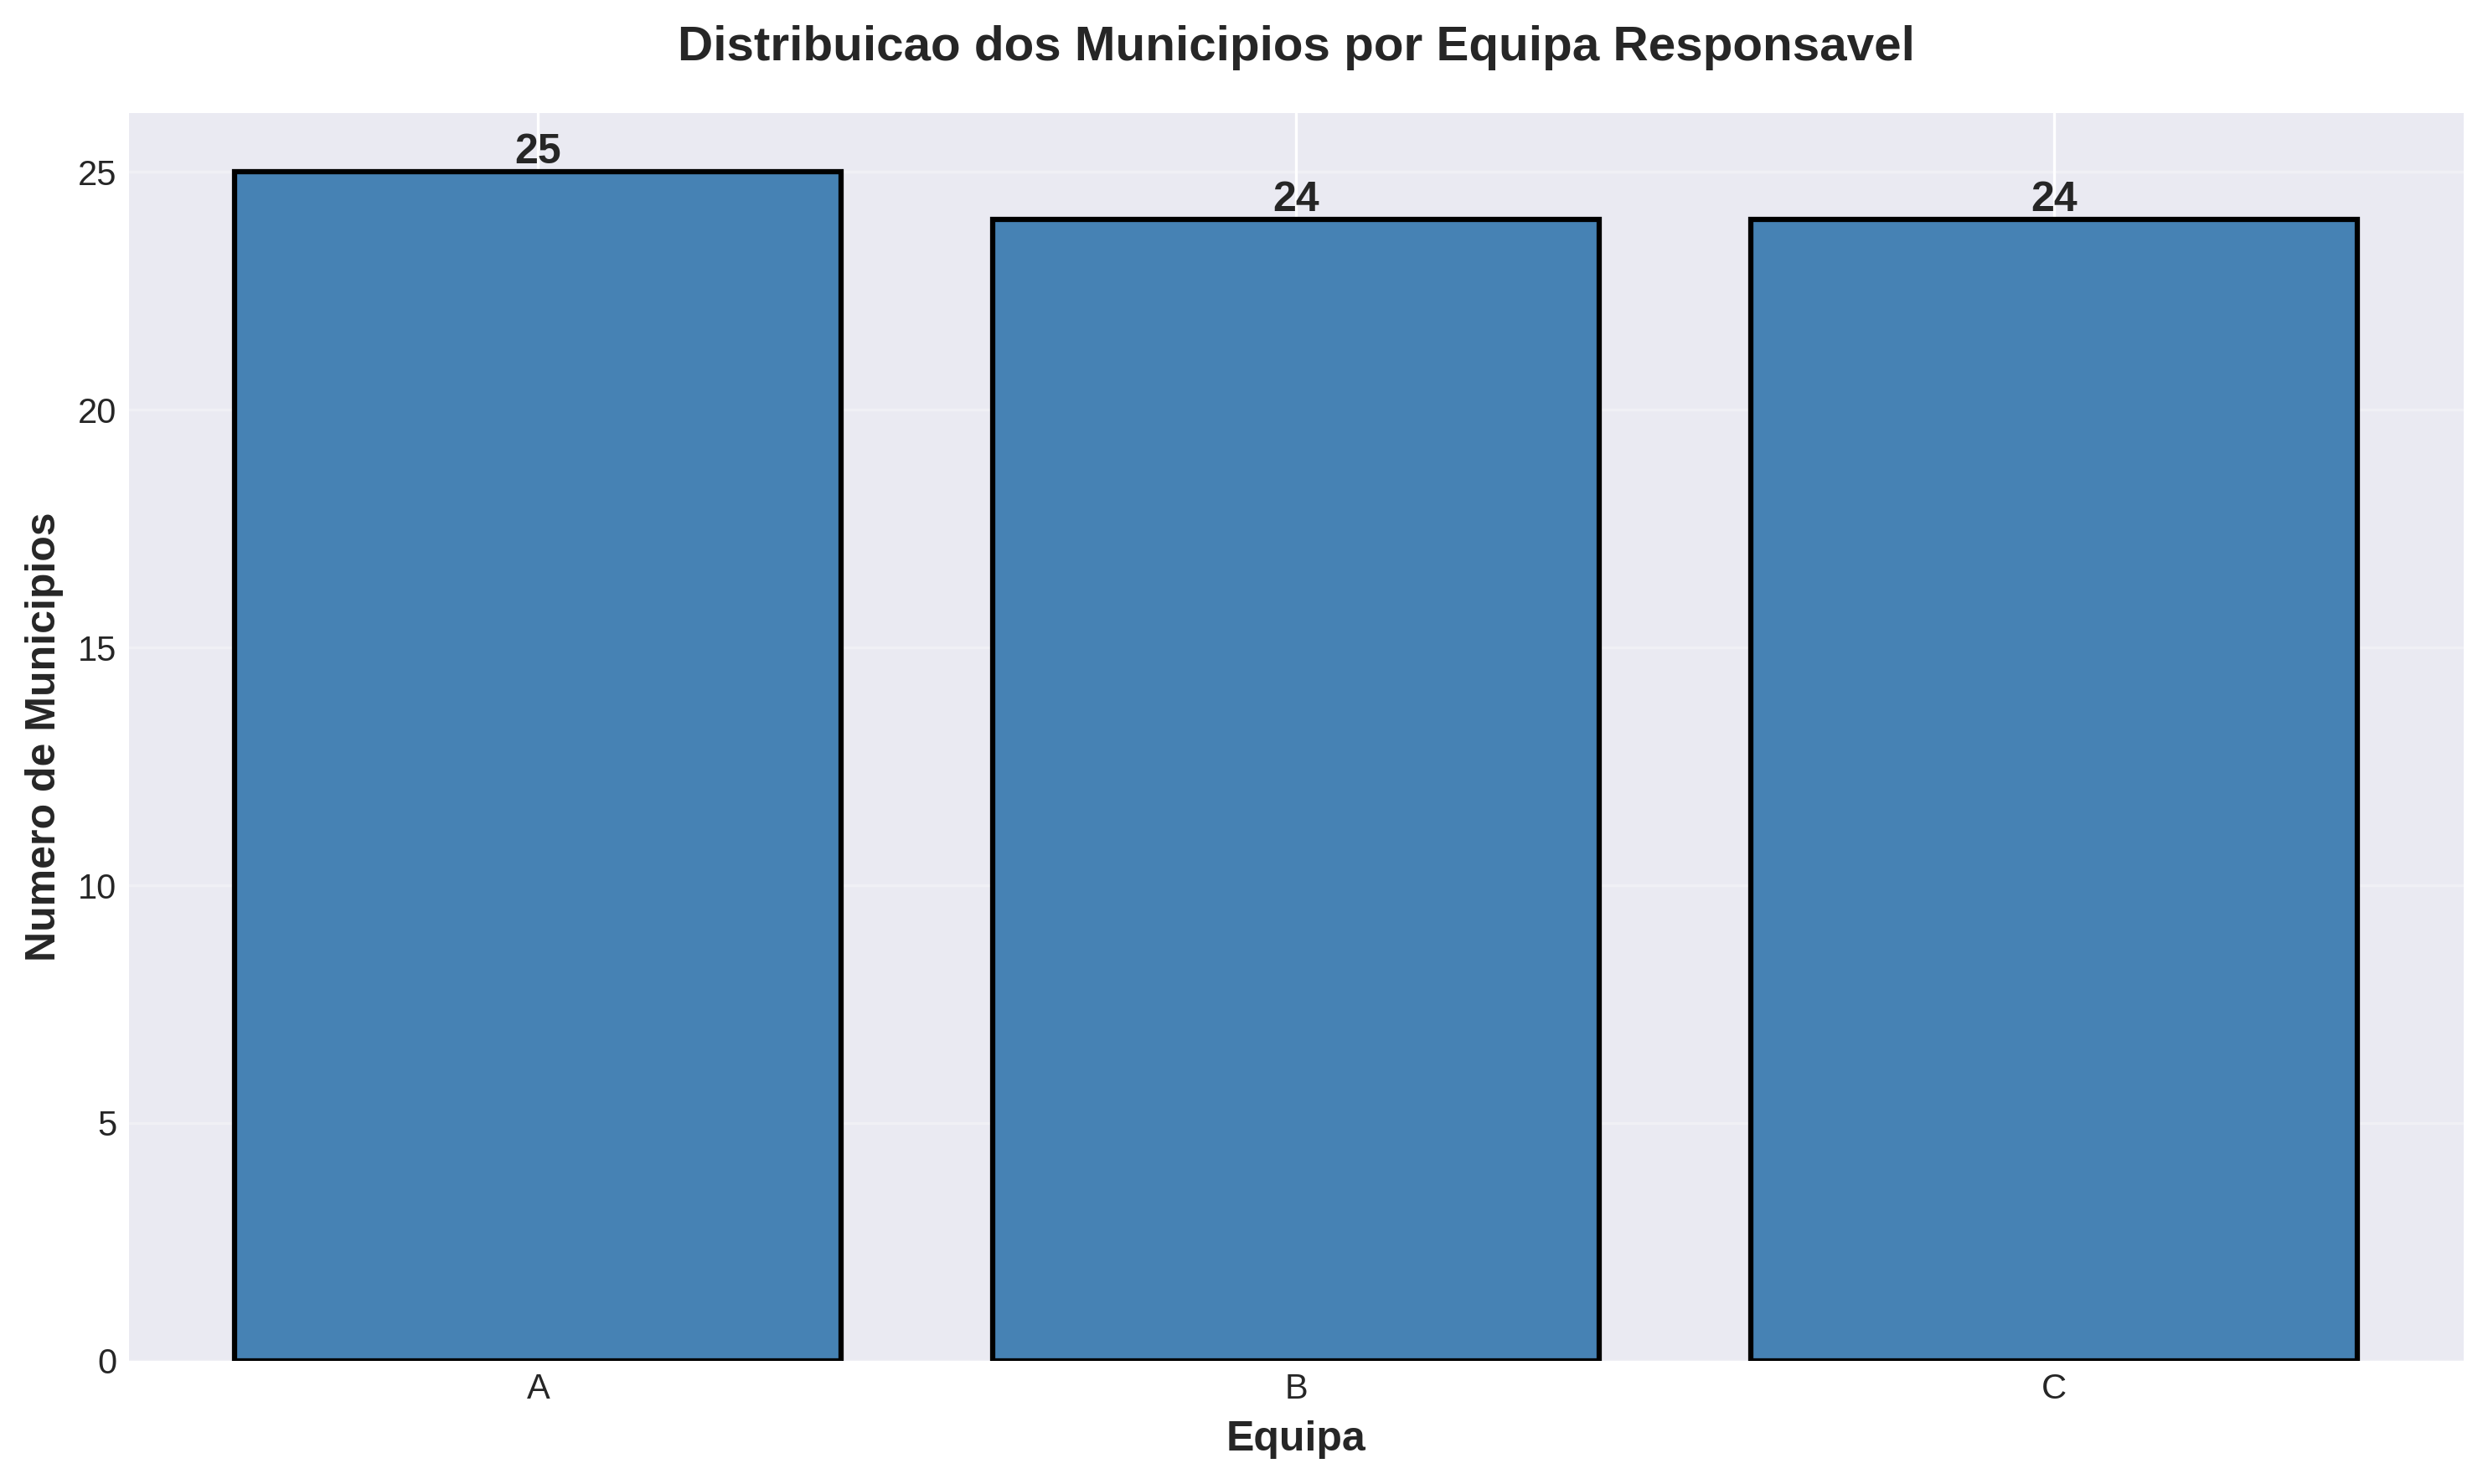 Distribuicao dos Municipios por Equipa Responsavel
25
24
24
25
20
15
10
5
0
Numero de Municipios
A
B
C
Equipa